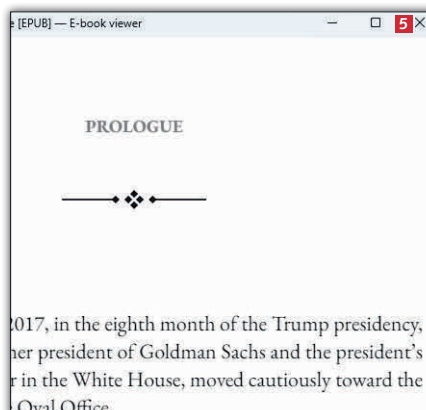 [EPUB] — E-book viewer
5
PROLOGUE
2017, in the eighth month of the Trump presidency,
president of Goldman Sachs and the president’s
in the White House, moved cautiously toward the
Oval Office